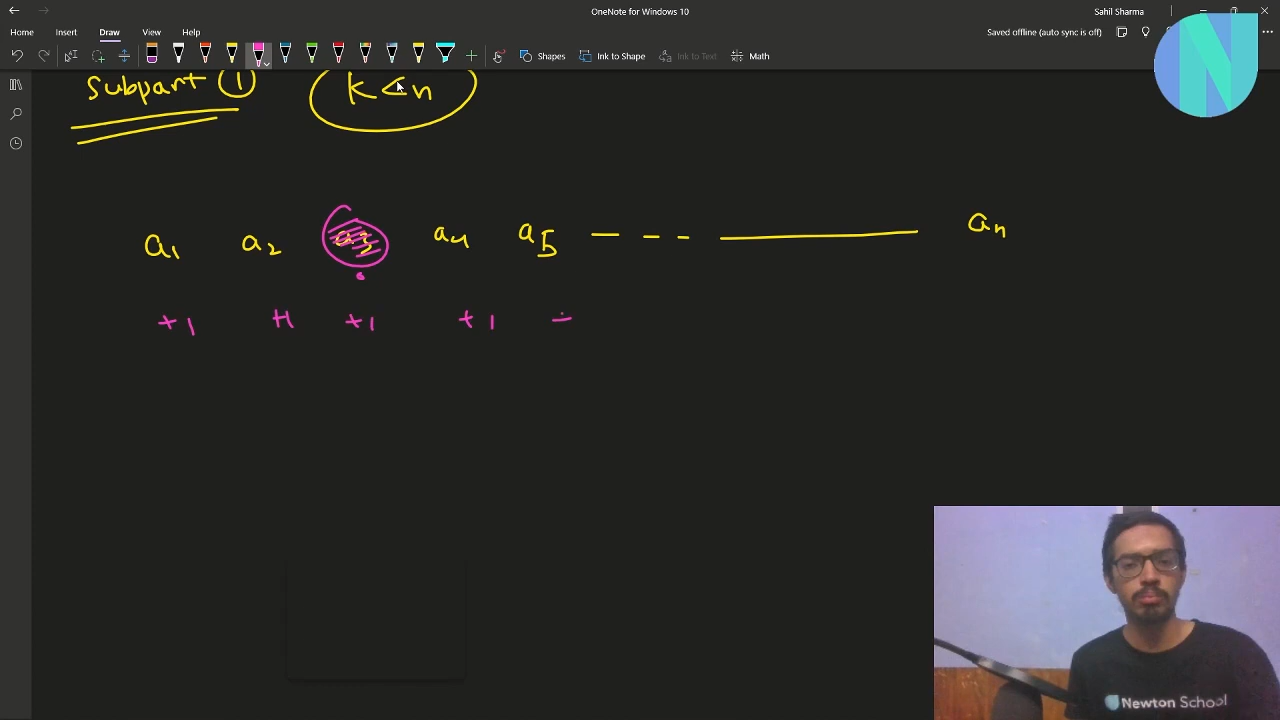 OneNote for Windows 10
Sahil Sharma
Home Insert Draw View Help
Saved offline (auto sync is off)
Shapes Ink to Shape Ink to Text Math
Subpart 1 K < n
a1 a2 a3 a4 a5 — - - ——— an
+1 +1 +1 +1
Newton School